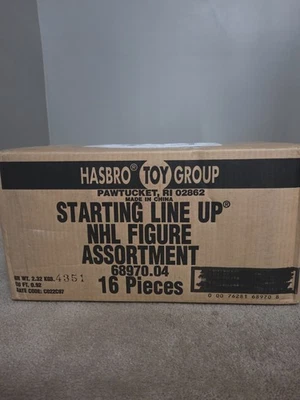 HASBRO® TOY GROUP
PAWTUCKET, RI 02862
MADE IN CHINA
STARTING LINE UP®
NHL FIGURE
ASSORTMENT
68970.04
16 Pieces
4351